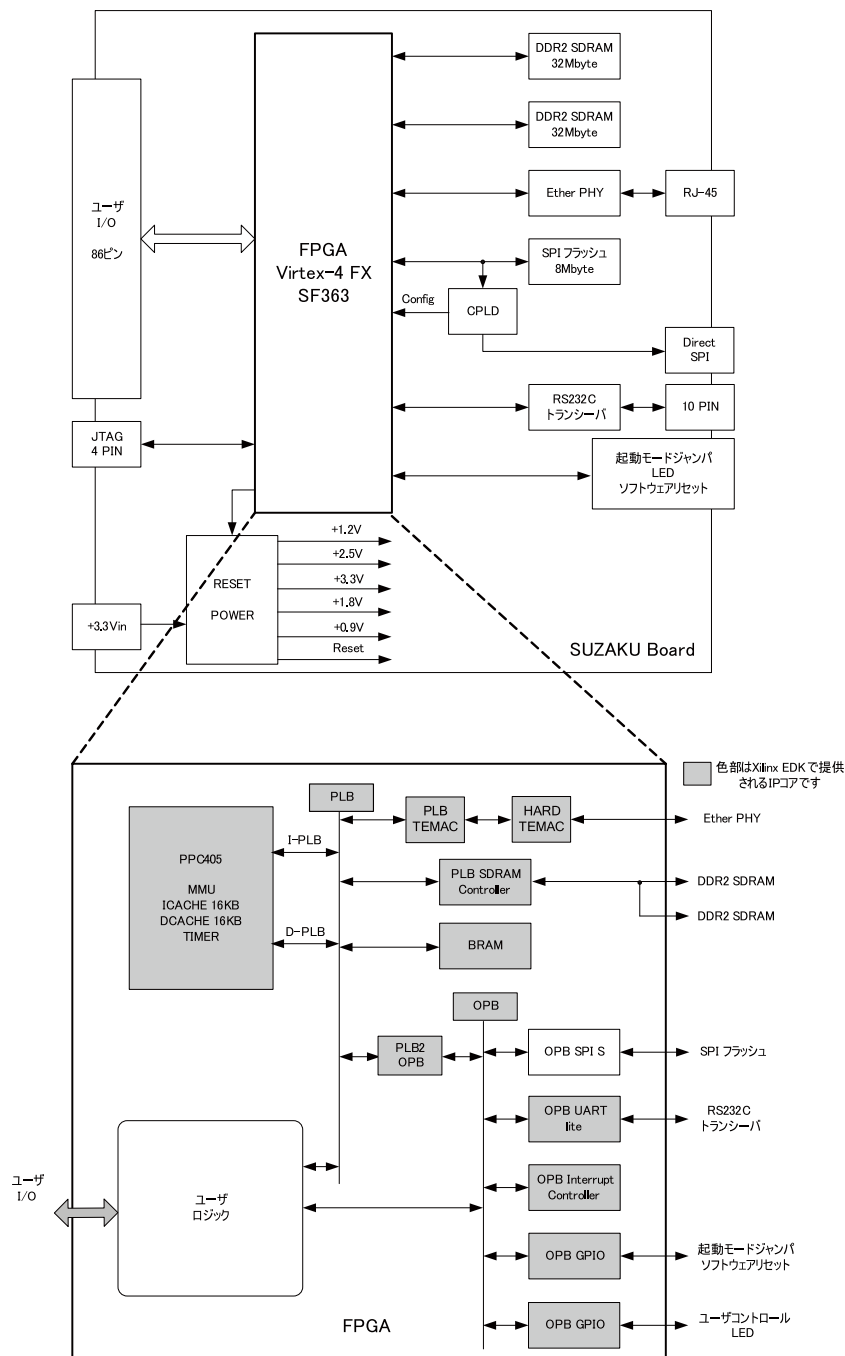 DDR2 SDRAM
32Mbyte
DDR2 SDRAM
32Mbyte
ユーザ
I/O
86ピン
Ether PHY
RJ-45
FPGA
Virtex-4 FX
SF363
SPI フラッシュ
8Mbyte
Config
CPLD
Direct
SPI
RS232C
トランシーバ
10 PIN
JTAG
4 PIN
起動モードジャンパ
LED
ソフトウェアリセット
+1.2V
+2.5V
RESET
POWER
+3.3V
+1.8V
+3.3Vin
+0.9V
Reset
SUZAKU Board
色部はXilinx EDKで提供
されるIPコアです
PLB
PLB
TEMAC
HARD
TEMAC
Ether PHY
I-PLB
PPC405
MMU
ICACHE 16KB
DCACHE 16KB
TIMER
PLB SDRAM
Controller
DDR2 SDRAM
DDR2 SDRAM
D-PLB
BRAM
OPB
PLB2
OPB
OPB SPI S
SPI フラッシュ
OPB UART
lite
RS232C
トランシーバ
ユーザ
I/O
ユーザ
ロジック
OPB Interrupt
Controller
OPB GPIO
起動モードジャンパ
ソフトウェアリセット
FPGA
OPB GPIO
ユーザコントロール
LED